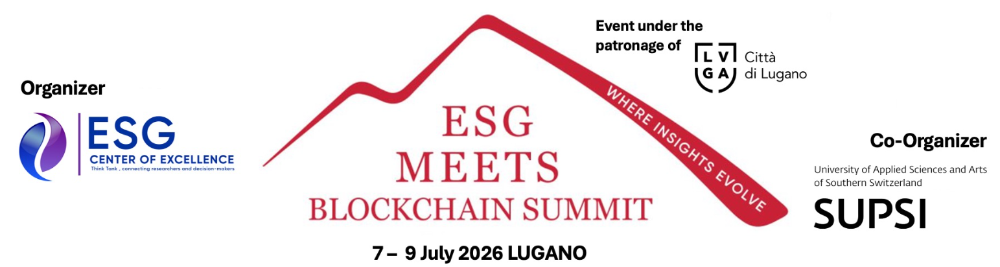 Organizer
ESG
CENTER OF EXCELLENCE
Think Tank , connecting researchers and decision-makers
ESG
MEETS
BLOCKCHAIN SUMMIT
WHERE INSIGHTS EVOLVE
7 – 9 July 2026 LUGANO
Event under the
patronage of
LV
GA
Città
di Lugano
Co-Organizer
University of Applied Sciences and Arts
of Southern Switzerland
SUPSI